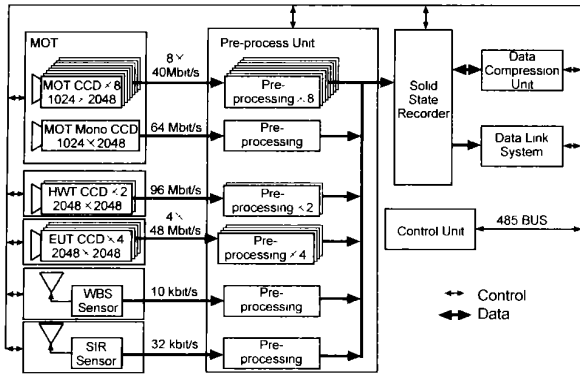 MOT
MOT CCD × 8
1024 × 2048
8 ×
40Mbit/s
MOT Mono CCD
1024 × 2048
64 Mbit/s
HWT CCD × 2
2048 × 2048
96 Mbit/s
EUT CCD × 4
2048 × 2048
4 ×
48 Mbit/s
WBS
Sensor
10 kbit/s
SIR
Sensor
32 kbit/s
Pre-process Unit
Pre-
processing × 8
Pre-
processing
Pre-
processing × 2
Pre-
processing × 4
Pre-
processing
Pre-
processing
Solid
State
Recorder
Data
Compression
Unit
Data Link
System
Control Unit
485 BUS
Control
Data